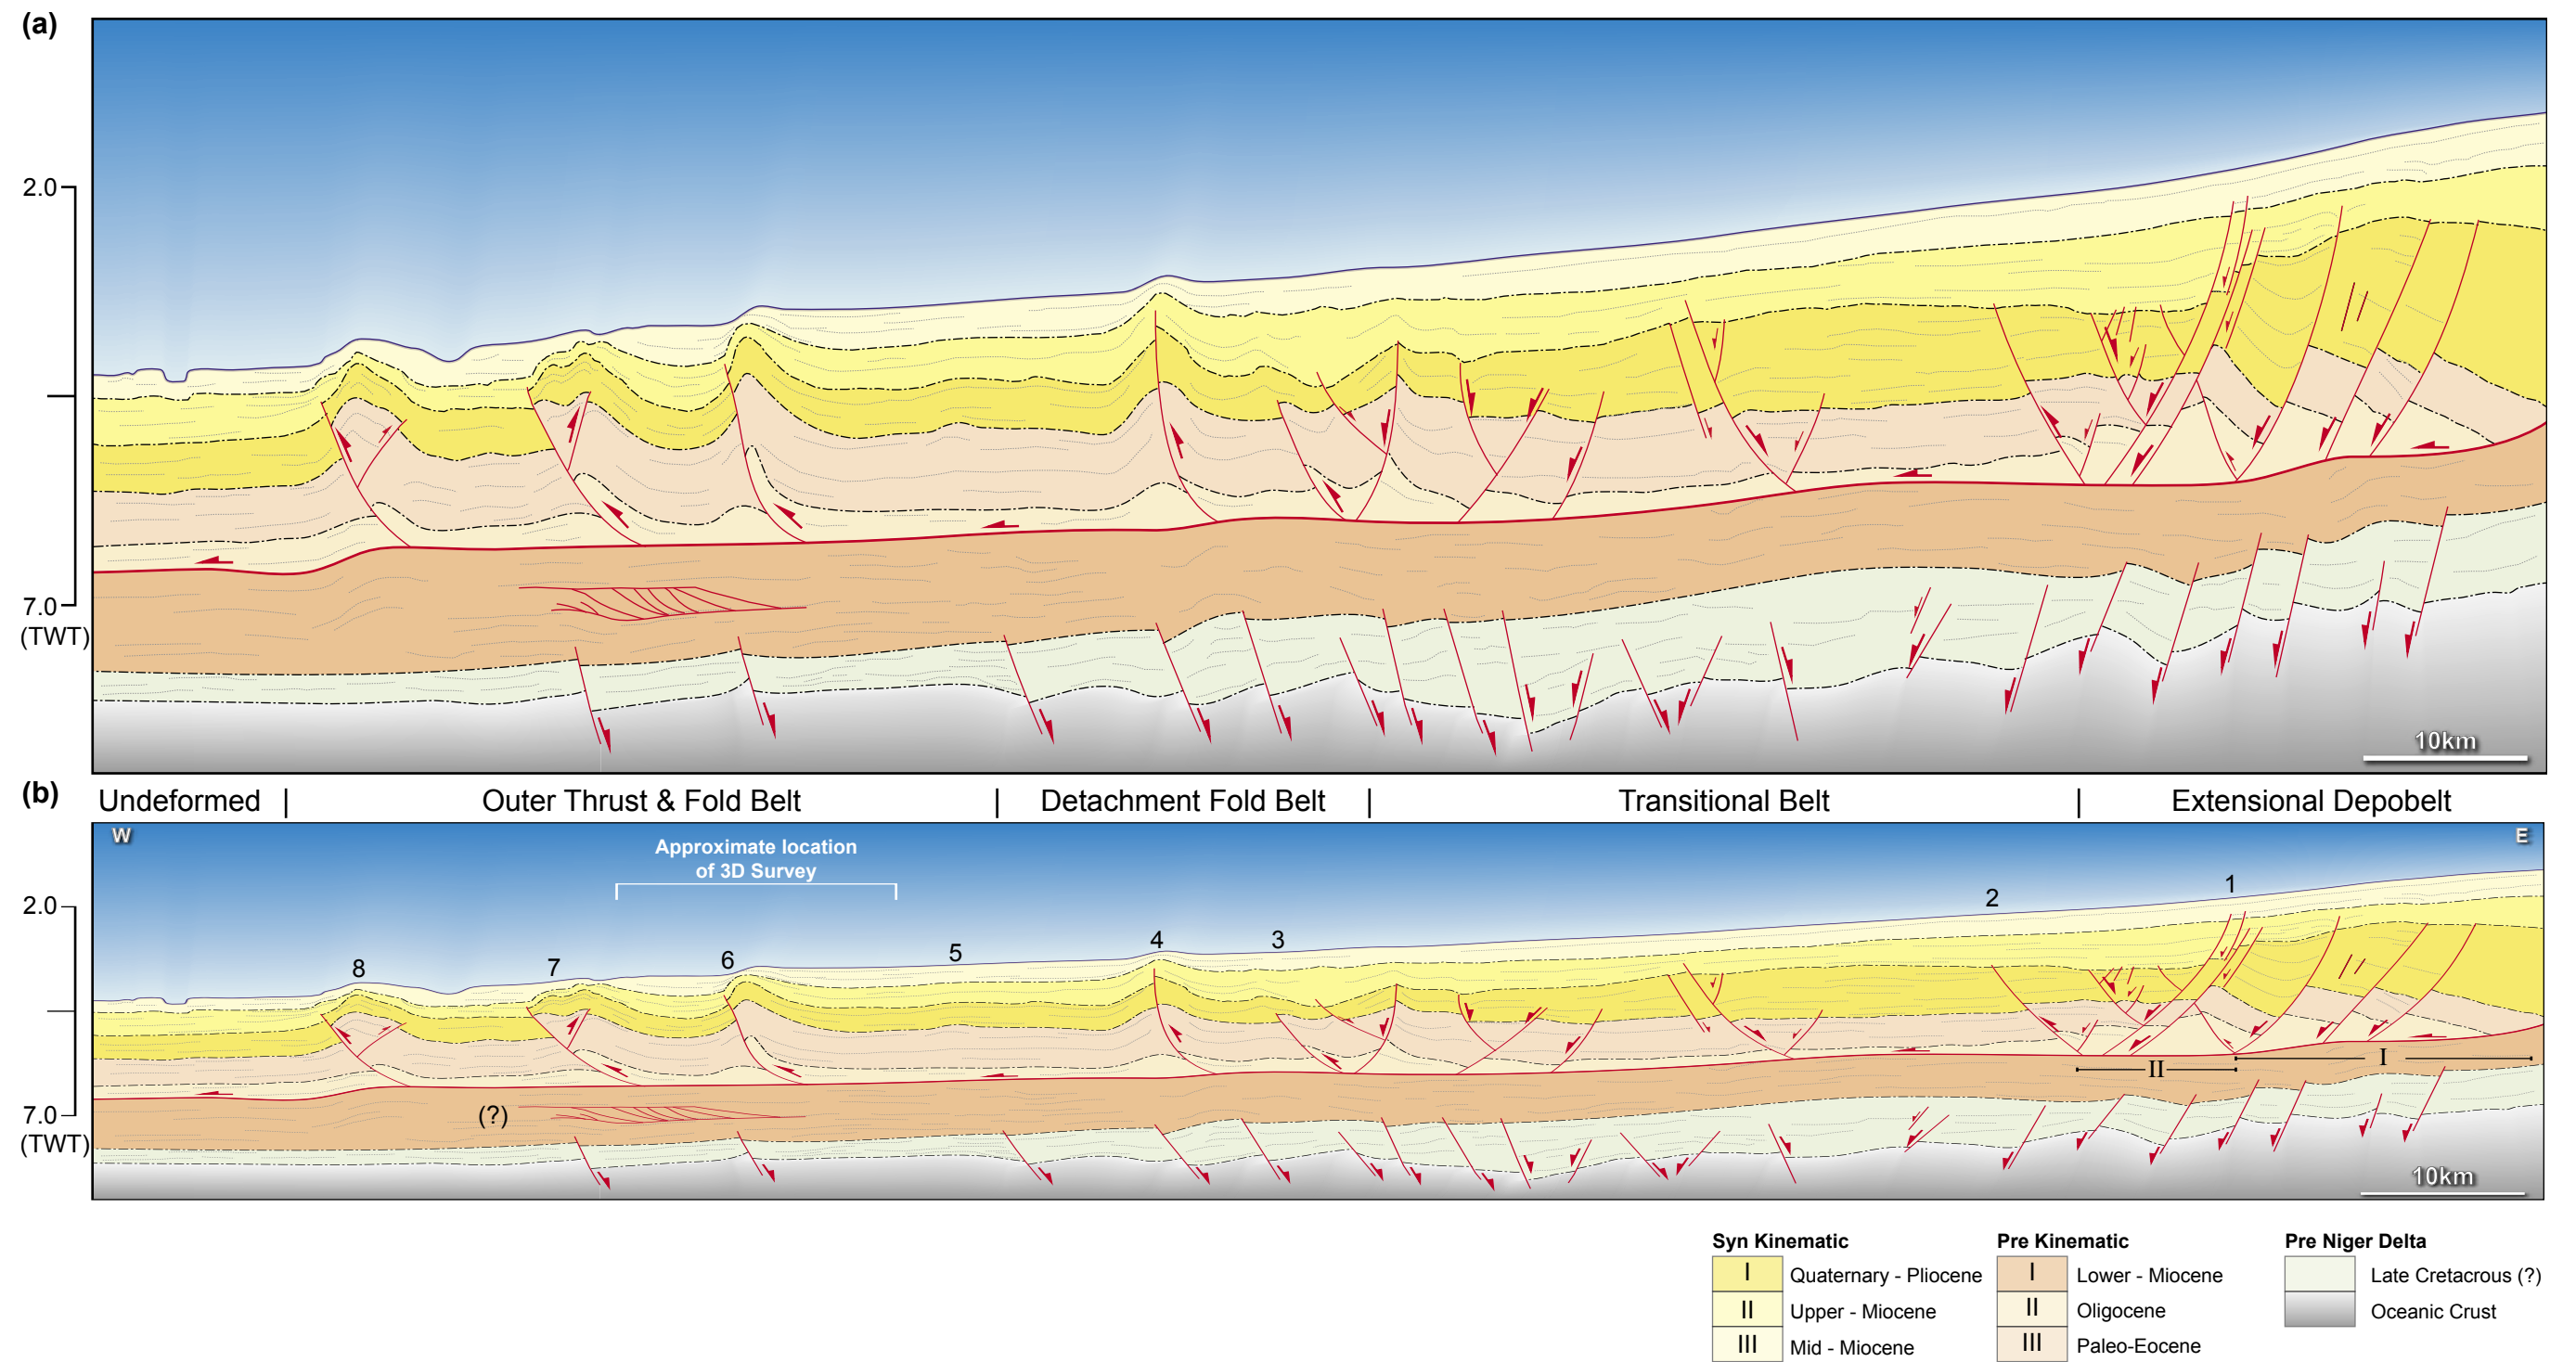 (a)
2.0
7.0
(TWT)
10km
(b)
Undeformed | Outer Thrust & Fold Belt | Detachment Fold Belt | Transitional Belt | Extensional Depobelt
W
E
Approximate location
of 3D Survey
2.0
8 7 6 5 4 3 2 1
I
II
(?)
7.0
(TWT)
10km
Syn Kinematic
I Quaternary - Pliocene
II Upper - Miocene
III Mid - Miocene
Pre Kinematic
I Lower - Miocene
II Oligocene
III Paleo-Eocene
Pre Niger Delta
Late Cretacrous (?)
Oceanic Crust